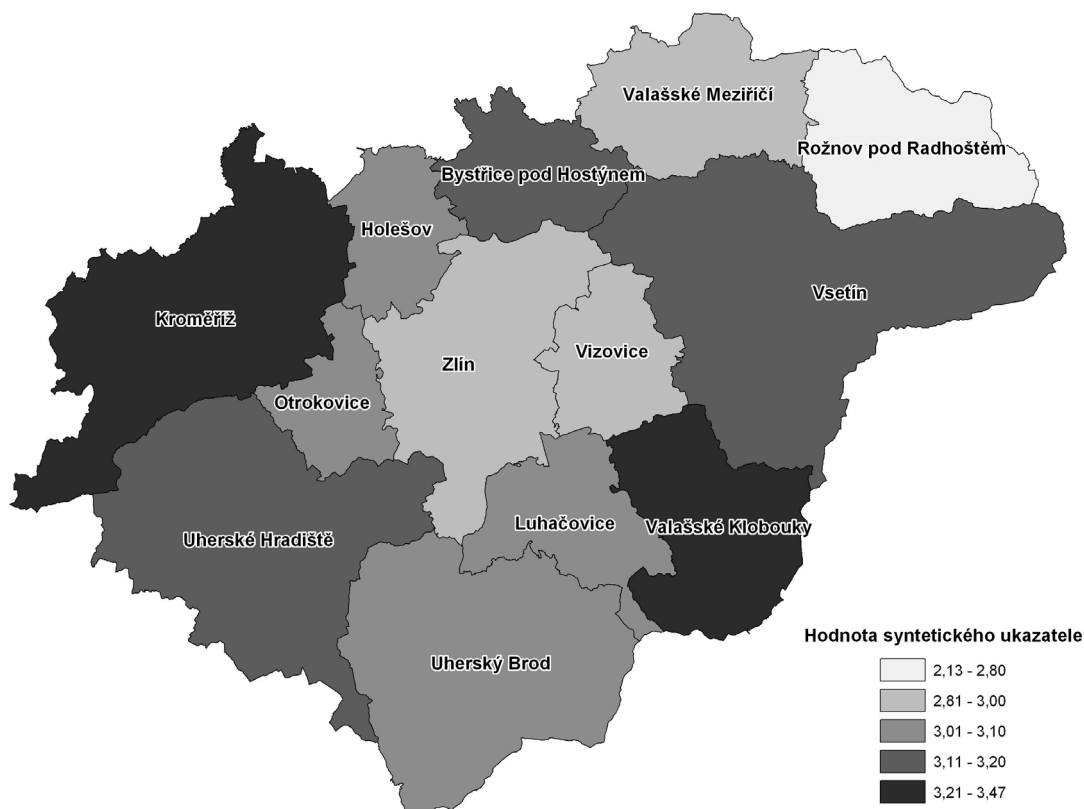 Valašské Meziříčí
Rožnov pod Radhoštěm
Bystřice pod Hostýnem
Holešov
Vsetín
Kroměříž
Vizovice
Zlín
Otrokovice
Luhačovice
Valašské Klobouky
Uherské Hradiště
Uherský Brod
Hodnota syntetického ukazatele
2,13 - 2,80
2,81 - 3,00
3,01 - 3,10
3,11 - 3,20
3,21 - 3,47